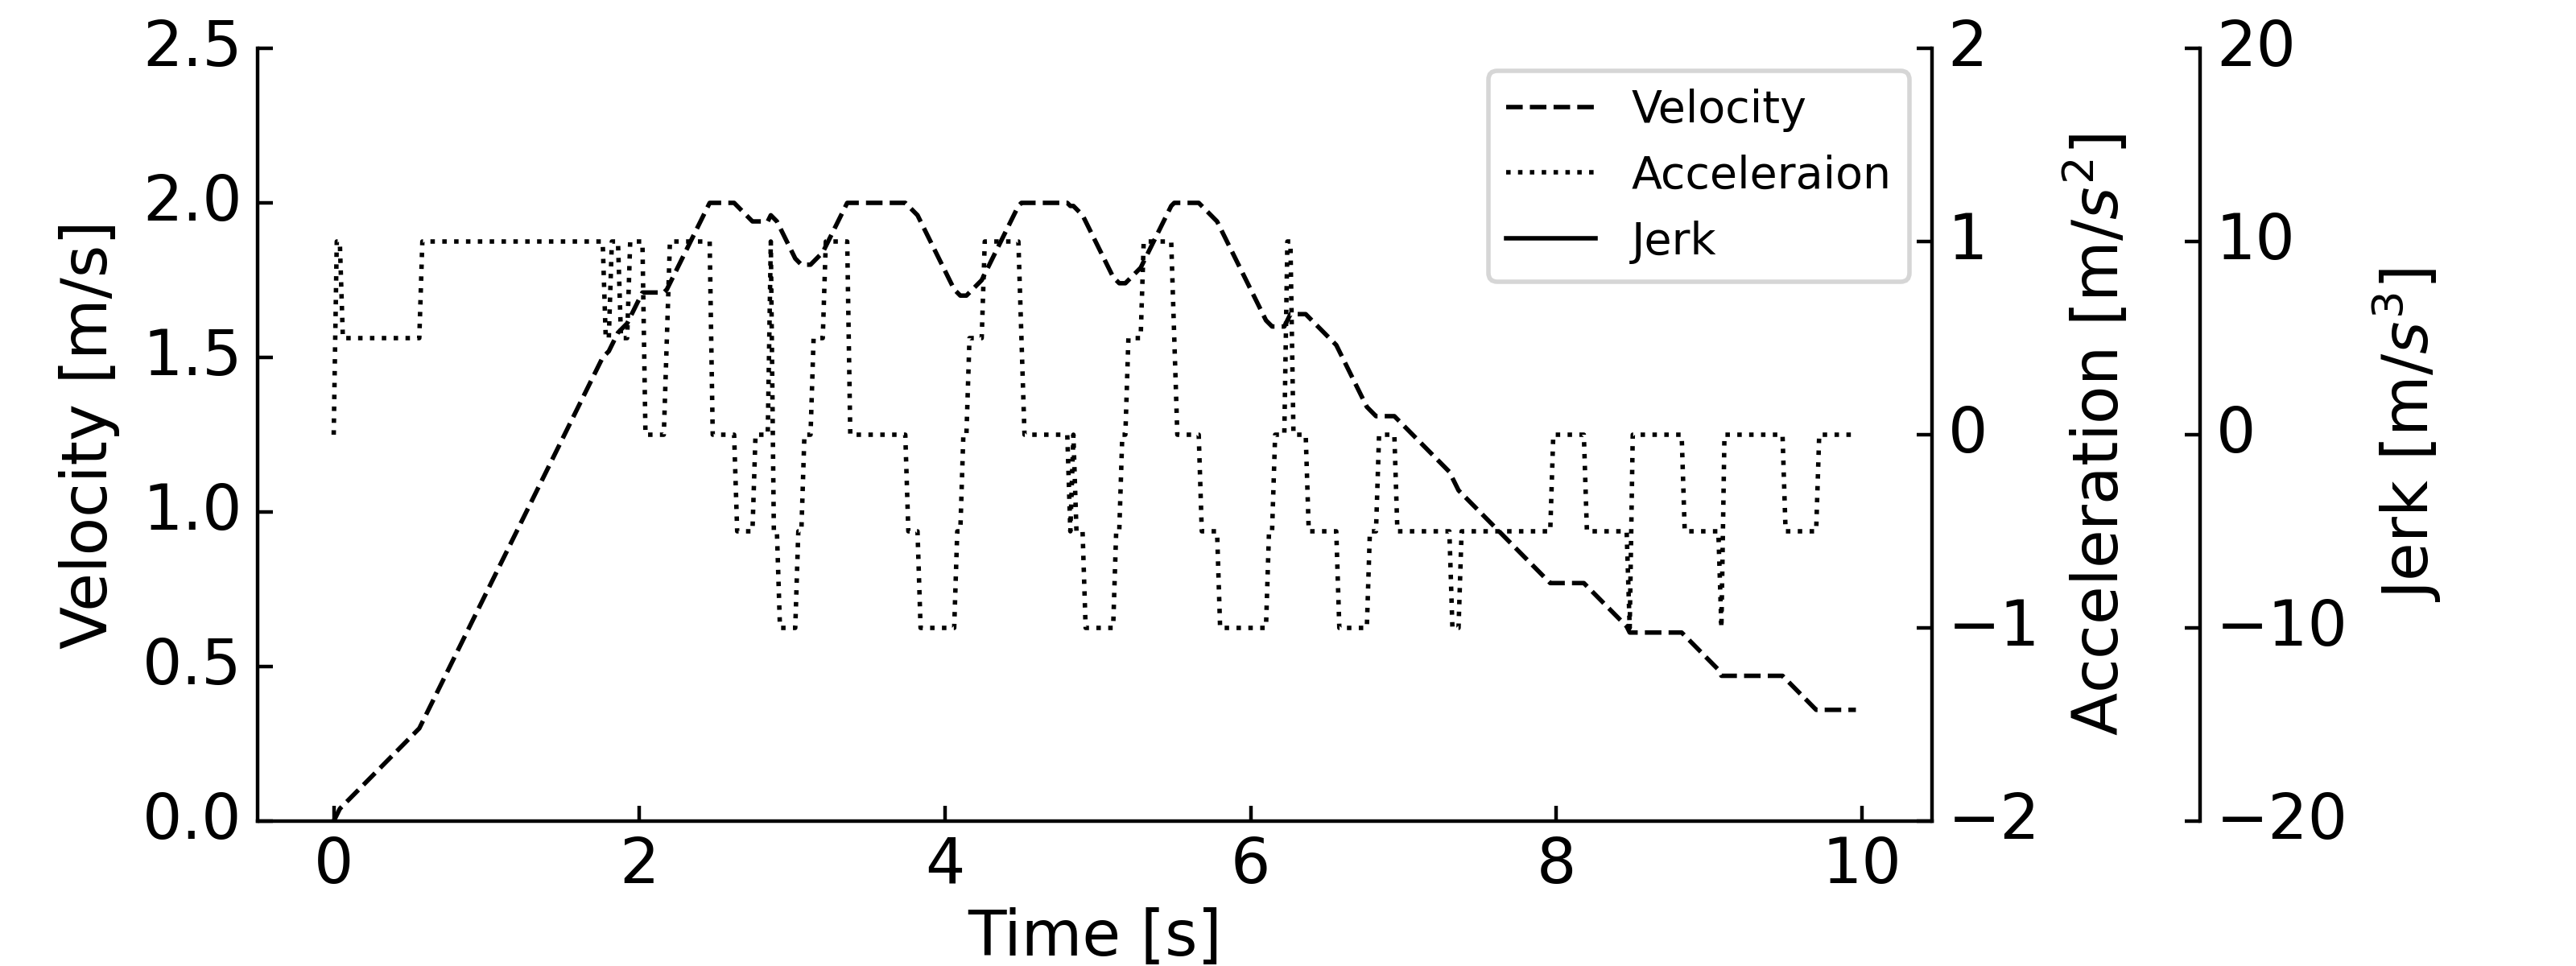 Velocity [m/s]
2.5
2.0
1.5
1.0
0.5
0.0
0 2 4 6 8 10
Time [s]
Velocity
Acceleraion
Jerk
2
1
0
−1
−2
Acceleration [m/s²]
20
10
0
−10
−20
Jerk [m/s³]